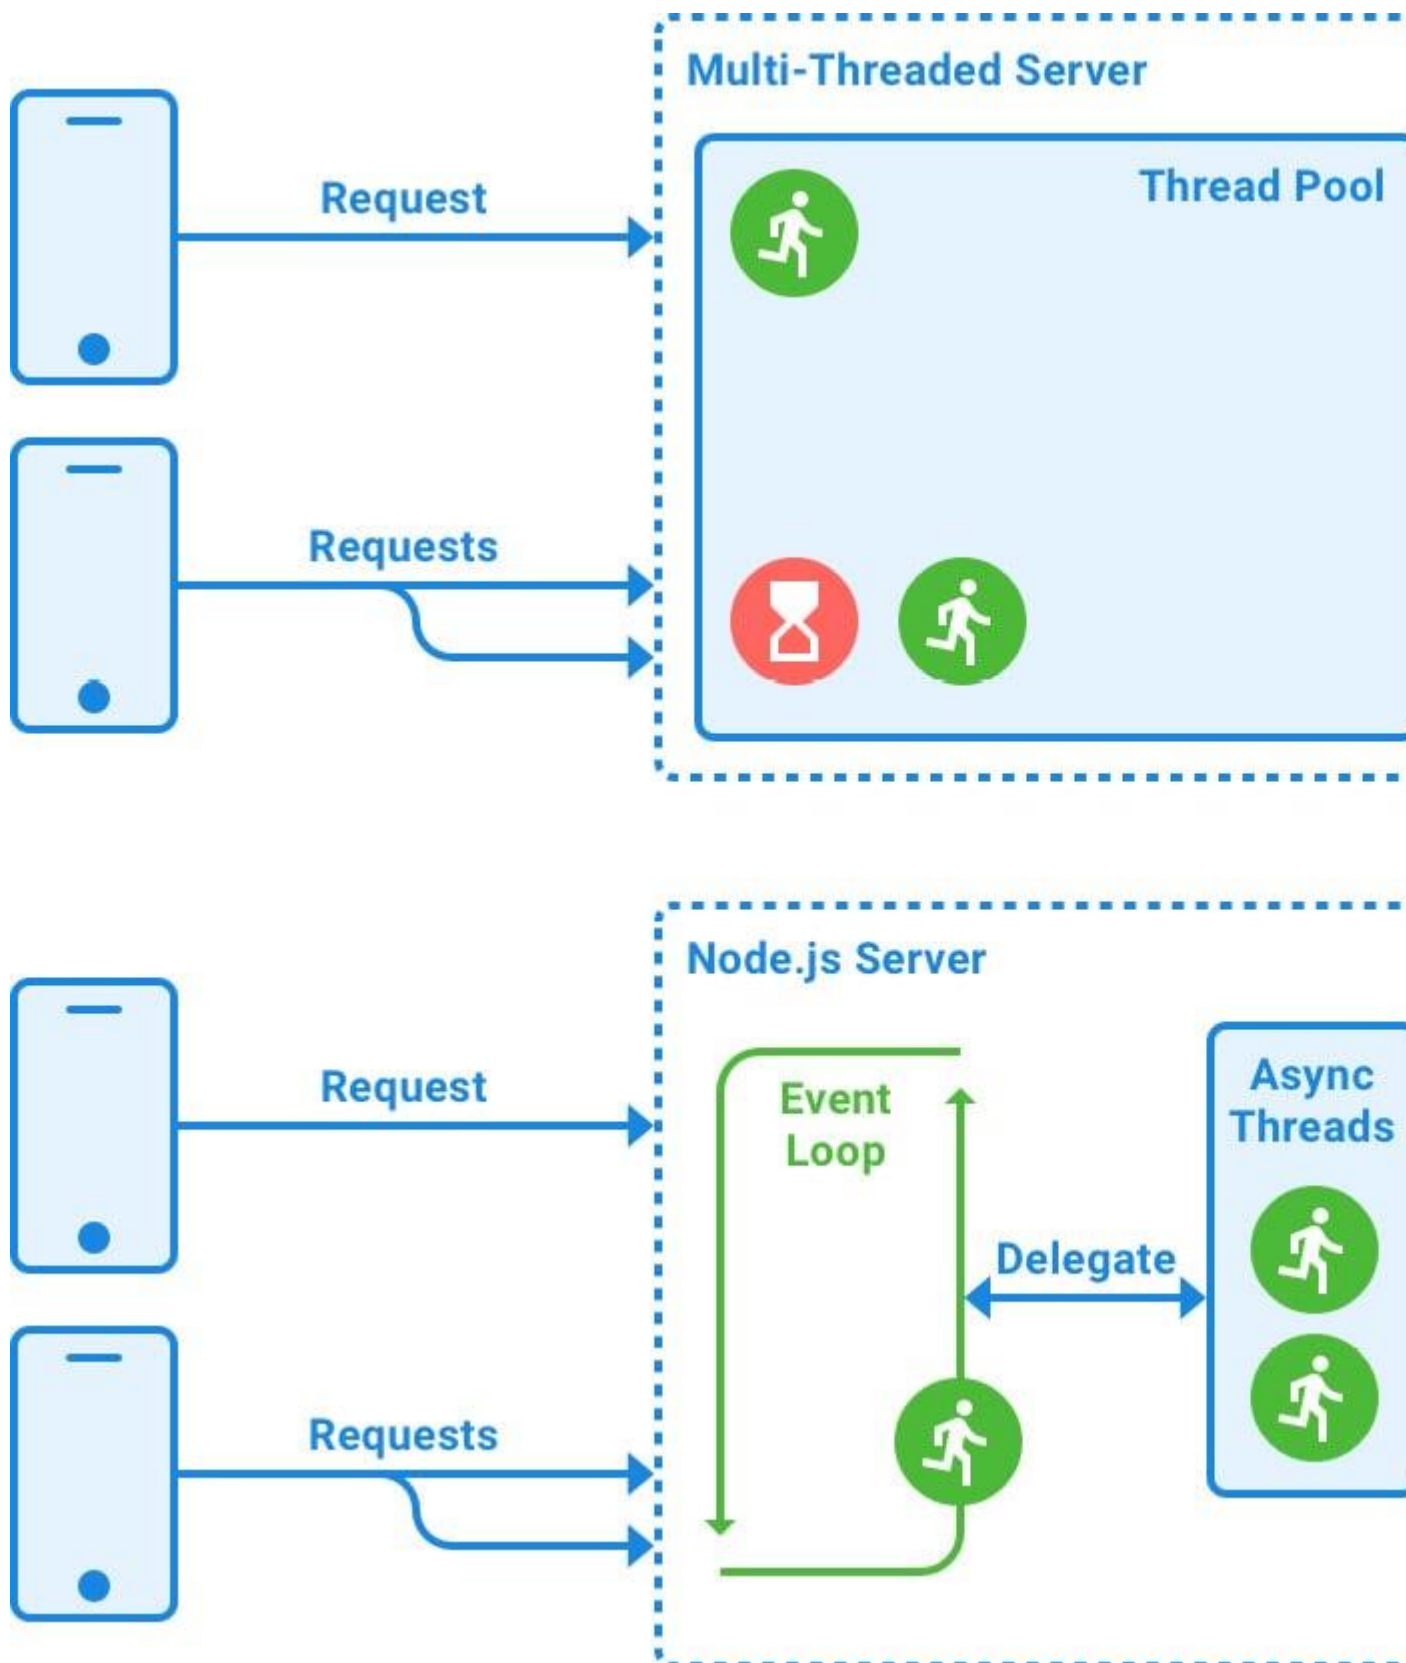 Multi-Threaded Server
Request
Thread Pool
Requests
Node.js Server
Request
Event
Loop
Async
Threads
Delegate
Requests